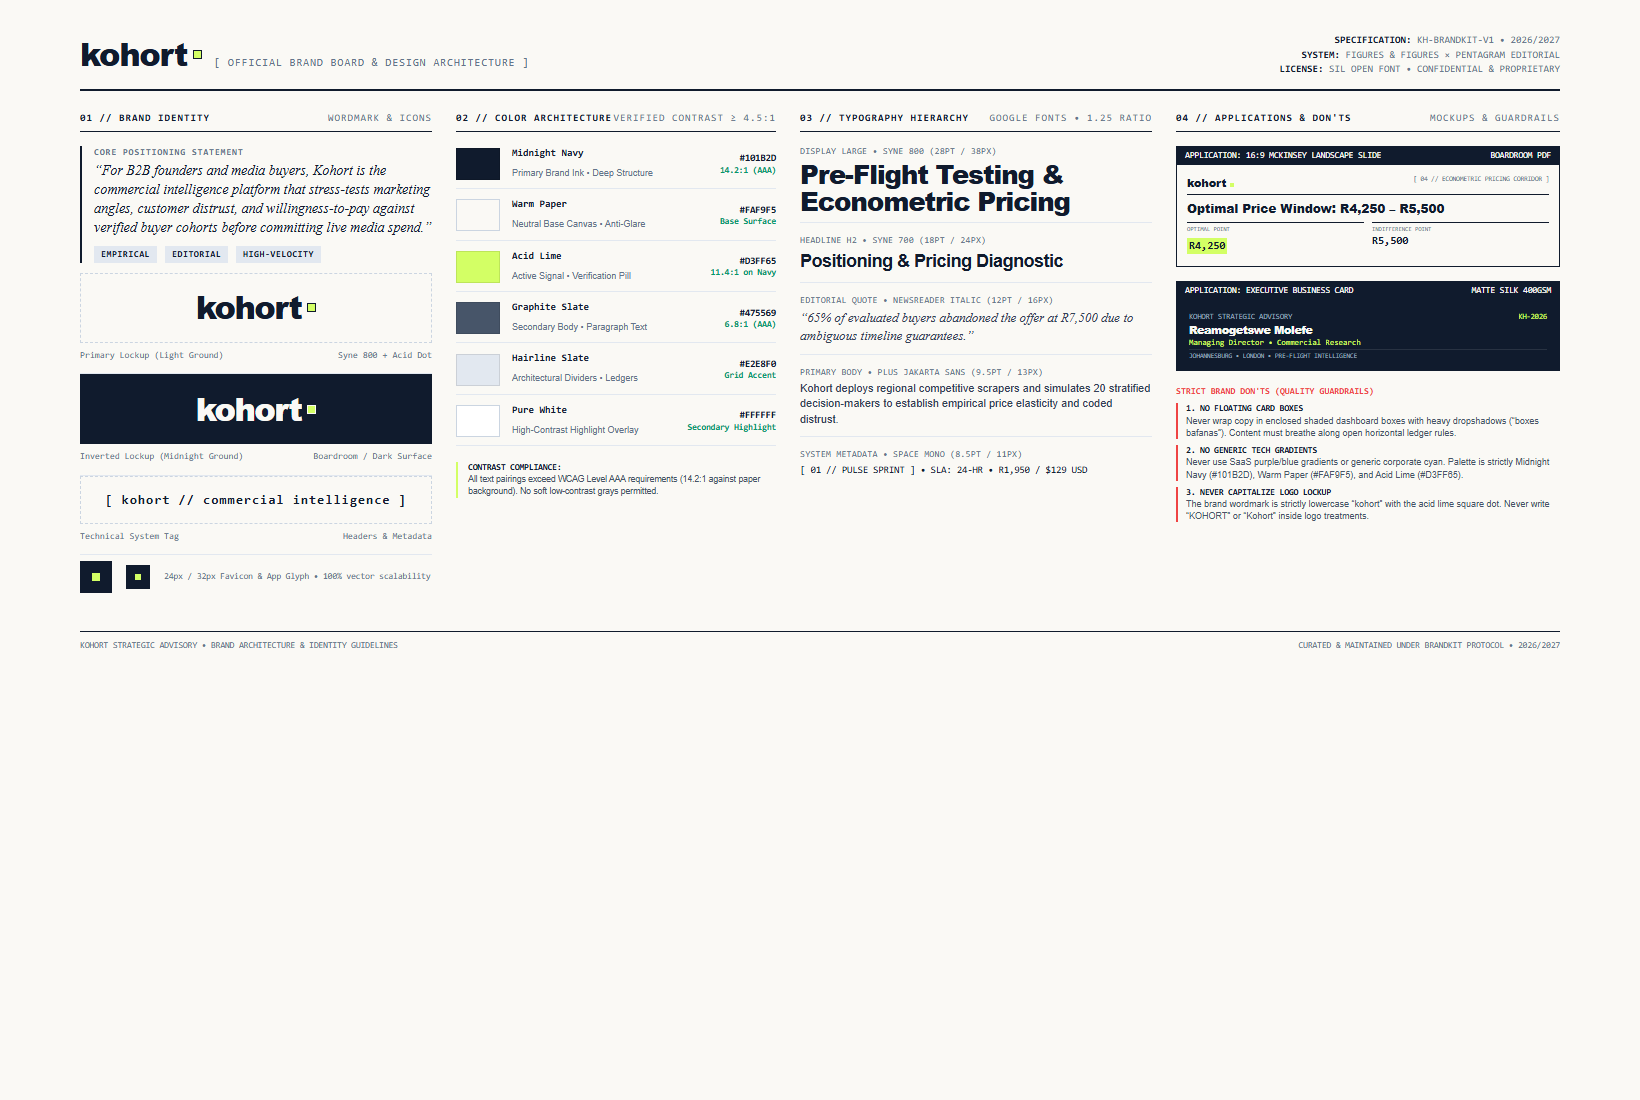 kohort
[ OFFICIAL BRAND BOARD & DESIGN ARCHITECTURE ]
SPECIFICATION: KH-BRANDKIT-V1 • 2026/2027
SYSTEM: FIGURES & FIGURES × PENTAGRAM EDITORIAL
LICENSE: SIL OPEN FONT • CONFIDENTIAL & PROPRIETARY
01 // BRAND IDENTITY
WORDMARK & ICONS
CORE POSITIONING STATEMENT
“For B2B founders and media buyers, Kohort is the
commercial intelligence platform that stress-tests marketing
angles, customer distrust, and willingness-to-pay against
verified buyer cohorts before committing live media spend.”
EMPIRICAL
EDITORIAL
HIGH-VELOCITY
kohort
Primary Lockup (Light Ground)
Syne 800 + Acid Dot
kohort
Inverted Lockup (Midnight Ground)
Boardroom / Dark Surface
[ kohort // commercial intelligence ]
Technical System Tag
Headers & Metadata
24px / 32px Favicon & App Glyph • 100% vector scalability
02 // COLOR ARCHITECTURE
VERIFIED CONTRAST ≥ 4.5:1
Midnight Navy
#101B2D
Primary Brand Ink • Deep Structure
14.2:1 (AAA)
Warm Paper
#FAF9F5
Neutral Base Canvas • Anti-Glare
Base Surface
Acid Lime
#D3FF65
Active Signal • Verification Pill
11.4:1 on Navy
Graphite Slate
#475569
Secondary Body • Paragraph Text
6.8:1 (AAA)
Hairline Slate
#E2E8F0
Architectural Dividers • Ledgers
Grid Accent
Pure White
#FFFFFF
High-Contrast Highlight Overlay
Secondary Highlight
CONTRAST COMPLIANCE:
All text pairings exceed WCAG Level AAA requirements (14.2:1 against paper
background). No soft low-contrast grays permitted.
03 // TYPOGRAPHY HIERARCHY
GOOGLE FONTS • 1.25 RATIO
DISPLAY LARGE • SYNE 800 (28PT / 38PX)
Pre-Flight Testing &
Econometric Pricing
HEADLINE H2 • SYNE 700 (18PT / 24PX)
Positioning & Pricing Diagnostic
EDITORIAL QUOTE • NEWSREADER ITALIC (12PT / 16PX)
“65% of evaluated buyers abandoned the offer at R7,500 due to
ambiguous timeline guarantees.”
PRIMARY BODY • PLUS JAKARTA SANS (9.5PT / 13PX)
Kohort deploys regional competitive scrapers and simulates 20 stratified
decision-makers to establish empirical price elasticity and coded
distrust.
SYSTEM METADATA • SPACE MONO (8.5PT / 11PX)
[ 01 // PULSE SPRINT ] • SLA: 24-HR • R1,950 / $129 USD
04 // APPLICATIONS & DON'TS
MOCKUPS & GUARDRAILS
APPLICATION: 16:9 MCKINSEY LANDSCAPE SLIDE
BOARDROOM PDF
kohort
[ 04 // ECONOMETRIC PRICING CORRIDOR ]
Optimal Price Window: R4,250 – R5,500
OPTIMAL POINT
INDIFFERENCE POINT
R4,250
R5,500
APPLICATION: EXECUTIVE BUSINESS CARD
MATTE SILK 400GSM
KOHORT STRATEGIC ADVISORY
KH-2026
Reamogetswe Molefe
Managing Director • Commercial Research
JOHANNESBURG • LONDON • PRE-FLIGHT INTELLIGENCE
STRICT BRAND DON'TS (QUALITY GUARDRAILS)
1. NO FLOATING CARD BOXES
Never wrap copy in enclosed shaded dashboard boxes with heavy dropshadows (“boxes
bafanas”). Content must breathe along open horizontal ledger rules.
2. NO GENERIC TECH GRADIENTS
Never use SaaS purple/blue gradients or generic corporate cyan. Palette is strictly Midnight
Navy (#101B2D), Warm Paper (#FAF9F5), and Acid Lime (#D3FF65).
3. NEVER CAPITALIZE LOGO LOCKUP
The brand wordmark is strictly lowercase “kohort” with the acid lime square dot. Never write
“KOHORT” or “Kohort” inside logo treatments.
KOHORT STRATEGIC ADVISORY • BRAND ARCHITECTURE & IDENTITY GUIDELINES
CURATED & MAINTAINED UNDER BRANDKIT PROTOCOL • 2026/2027